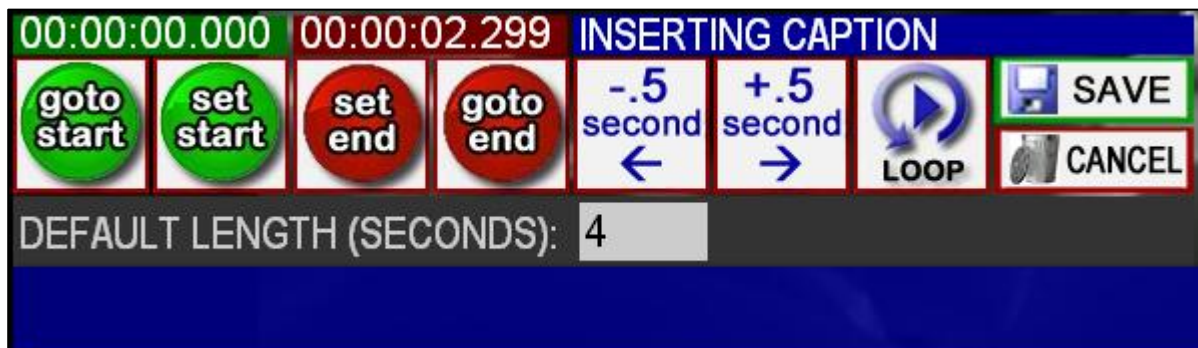 00:00:00.000 00:00:02.299 INSERTING CAPTION
goto
start
set
start
set
end
goto
end
-.5
second
←
+.5
second
→
LOOP
SAVE
CANCEL
DEFAULT LENGTH (SECONDS): 4